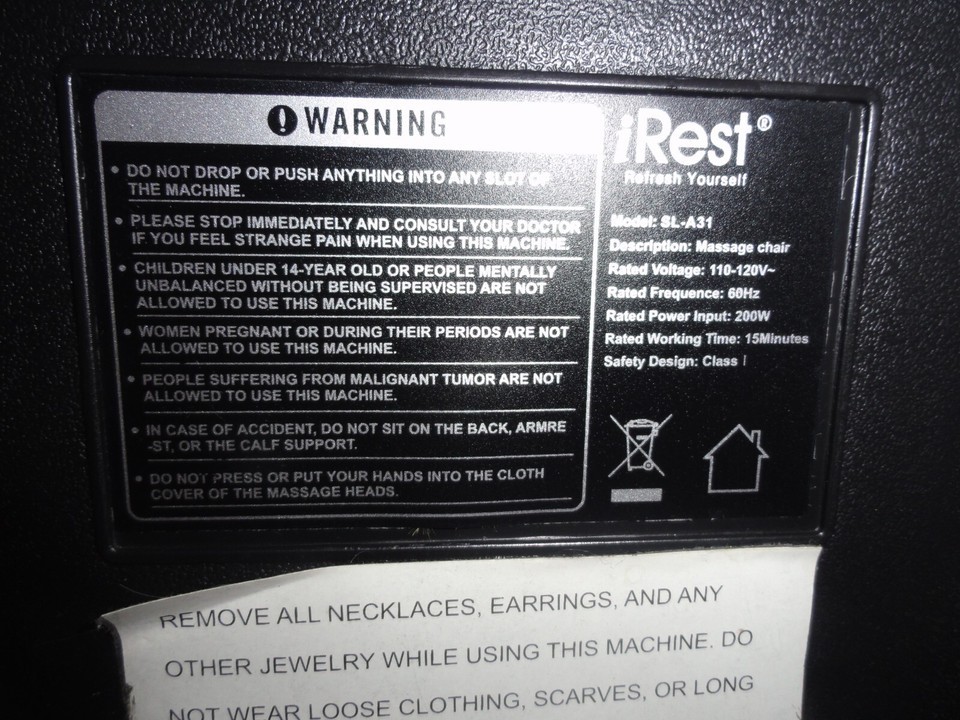 WARNING
• DO NOT DROP OR PUSH ANYTHING INTO ANY SLOT OF
THE MACHINE.
• PLEASE STOP IMMEDIATELY AND CONSULT YOUR DOCTOR
IF YOU FEEL STRANGE PAIN WHEN USING THIS MACHINE.
• CHILDREN UNDER 14-YEAR OLD OR PEOPLE MENTALLY
UNBALANCED WITHOUT BEING SUPERVISED ARE NOT
ALLOWED TO USE THIS MACHINE.
• WOMEN PREGNANT OR DURING THEIR PERIODS ARE NOT
ALLOWED TO USE THIS MACHINE.
• PEOPLE SUFFERING FROM MALIGNANT TUMOR ARE NOT
ALLOWED TO USE THIS MACHINE.
• IN CASE OF ACCIDENT, DO NOT SIT ON THE BACK, ARMRE
-ST, OR THE CALF SUPPORT.
• DO NOT PRESS OR PUT YOUR HANDS INTO THE CLOTH
COVER OF THE MASSAGE HEADS.
iRest®
Refresh Yourself
Model: SL-A31
Description: Massage chair
Rated Voltage: 110-120V~
Rated Frequence: 60Hz
Rated Power Input: 200W
Rated Working Time: 15Minutes
Safety Design: Class I
REMOVE ALL NECKLACES, EARRINGS, AND ANY
OTHER JEWELRY WHILE USING THIS MACHINE. DO
NOT WEAR LOOSE CLOTHING, SCARVES, OR LONG